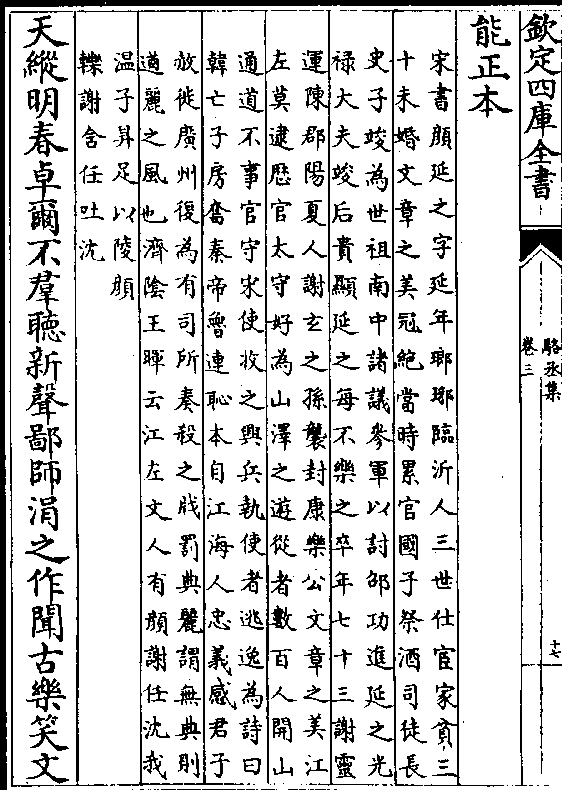 欽定四庫全書
駱丞集
卷三
十七
能正本
宋書顔延之字延年瑯琊臨沂人三世仕宦家貧三
十未婚文章之美冠絶當時累官國子祭酒司徒長
史子竣為世祖南中諸議參軍以討邵功進延之光
禄大夫竣后貴顯延之每不樂之卒年七十三謝靈
運陳郡陽夏人謝玄之孫襲封康樂公文章之美江
左莫逮歴官太守好為山澤之遊從者數百人開山
通道不事官守宋使收之興兵執使者逃逸為詩曰
韓亡子房奮秦帝魯連恥本自江海人忠義感君子
放徙廣州復為有司所奏殺之戕罰典麗謂無典則
遒麗之風也濟陰王暉云江左文人有顔謝任沈我
温子昇足以陵顔
轢謝含任吐沈
天縱明春卓爾不羣聽新聲鄙師涓之作聞古樂笑文